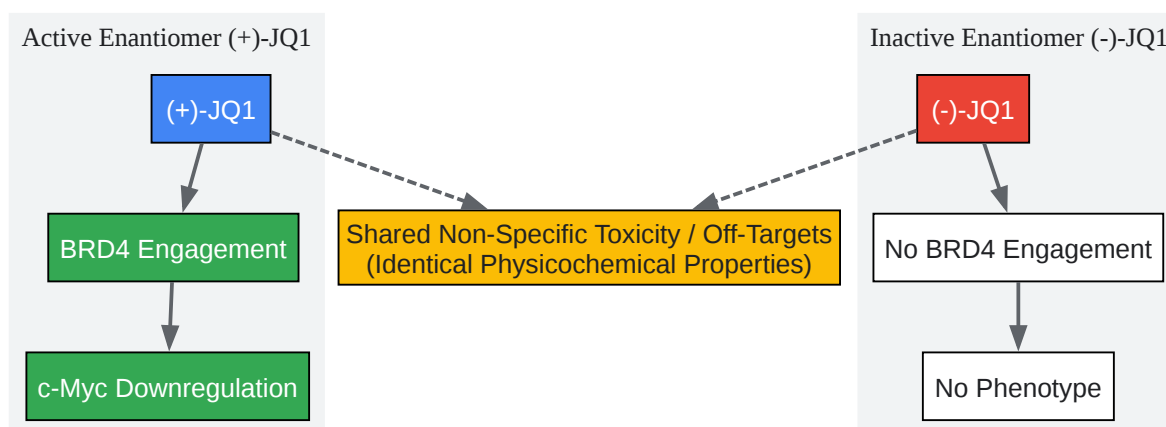 Active Enantiomer (+)-JQ1
Inactive Enantiomer (-)-JQ1
(+)-JQ1
(-)-JQ1
BRD4 Engagement
Shared Non-Specific Toxicity / Off-Targets
(Identical Physicochemical Properties)
No BRD4 Engagement
c-Myc Downregulation
No Phenotype